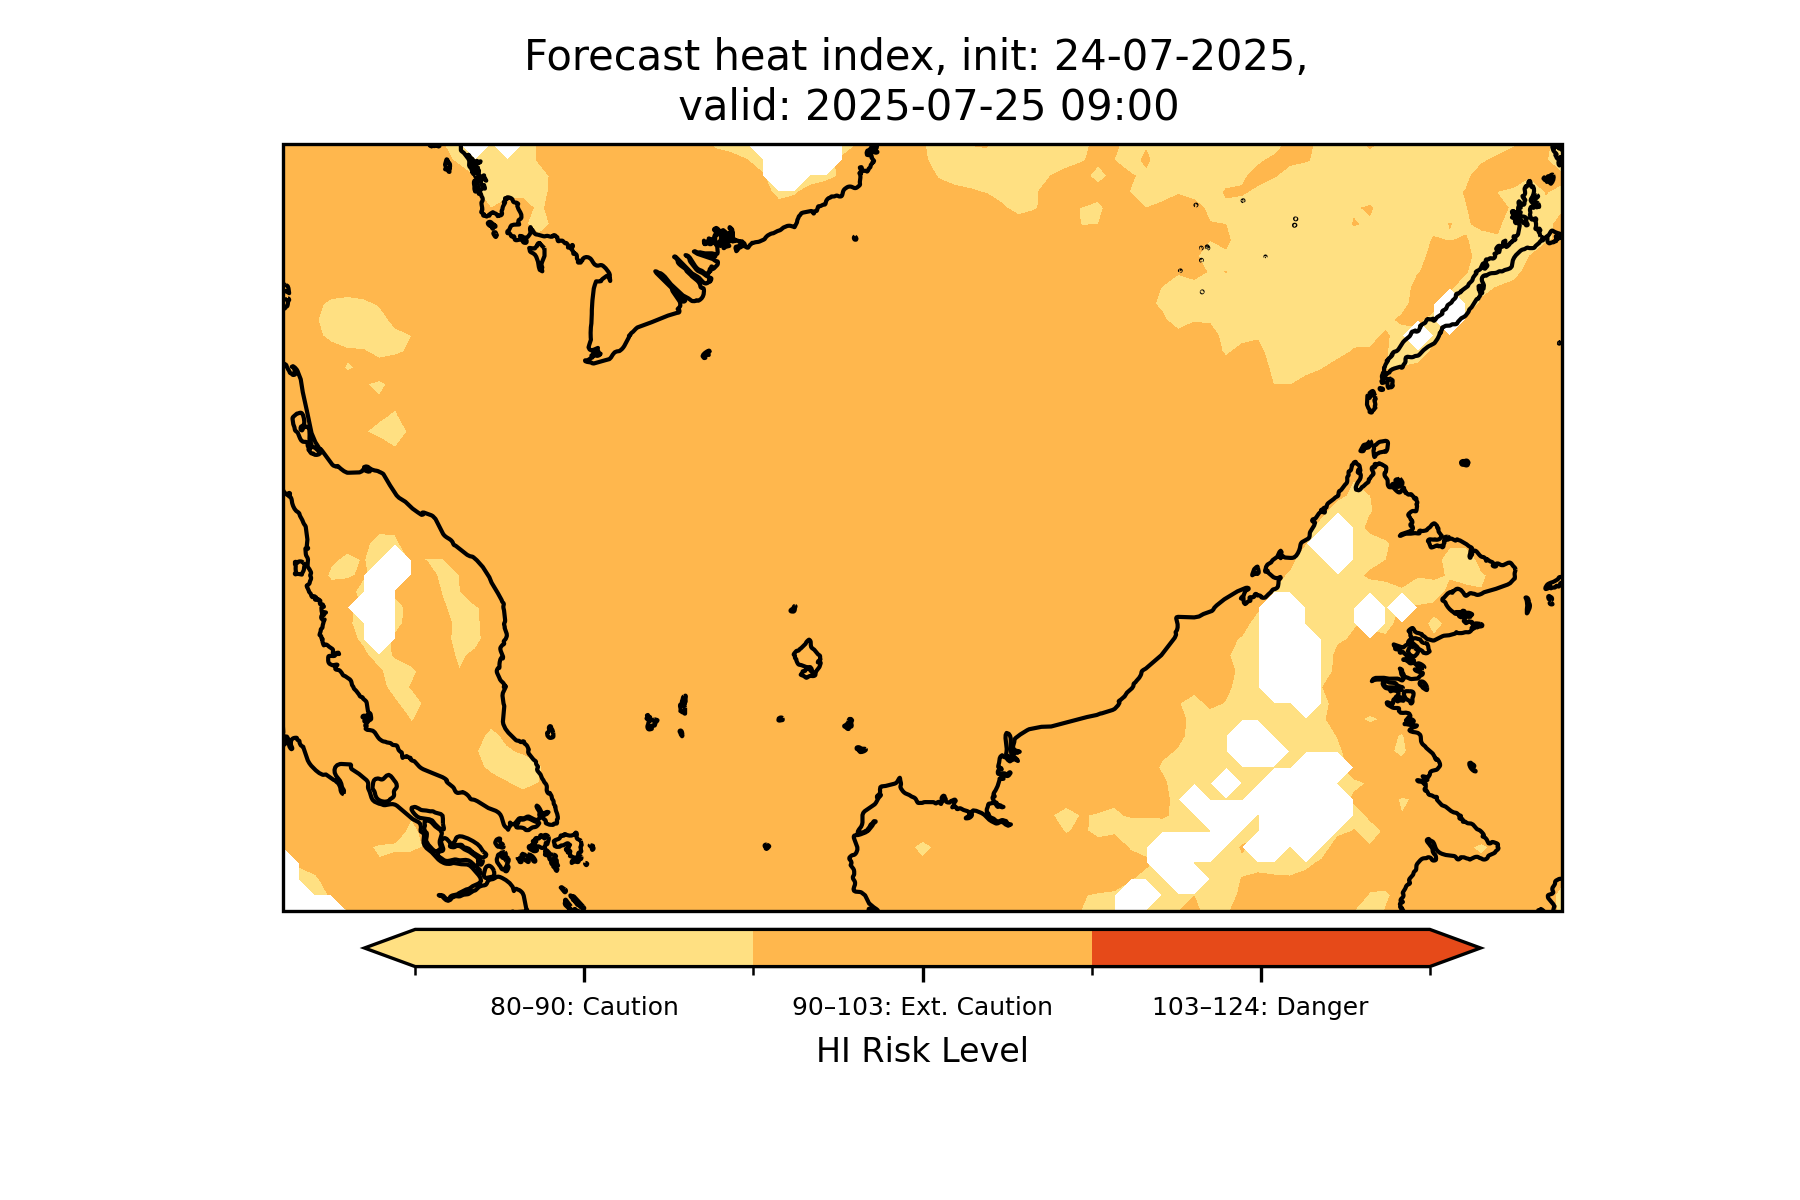 Forecast heat index, init: 24-07-2025,
valid: 2025-07-25 09:00
80–90: Caution
90–103: Ext. Caution
103–124: Danger
HI Risk Level